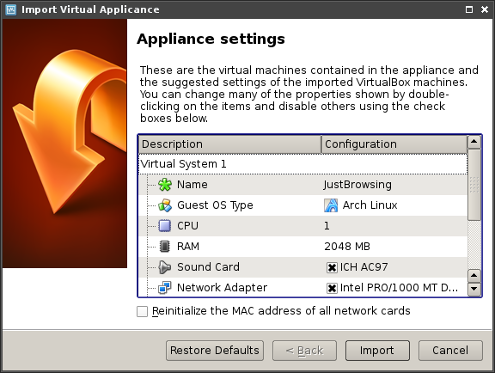 Import Virtual Applicance
Appliance settings
These are the virtual machines contained in the appliance and
the suggested settings of the imported VirtualBox machines.
You can change many of the properties shown by double-
clicking on the items and disable others using the check
boxes below.
Description Configuration
Virtual System 1
Name JustBrowsing
Guest OS Type Arch Linux
CPU 1
RAM 2048 MB
Sound Card ICH AC97
Network Adapter Intel PRO/1000 MT D...
Reinitialize the MAC address of all network cards
Restore Defaults < Back Import Cancel